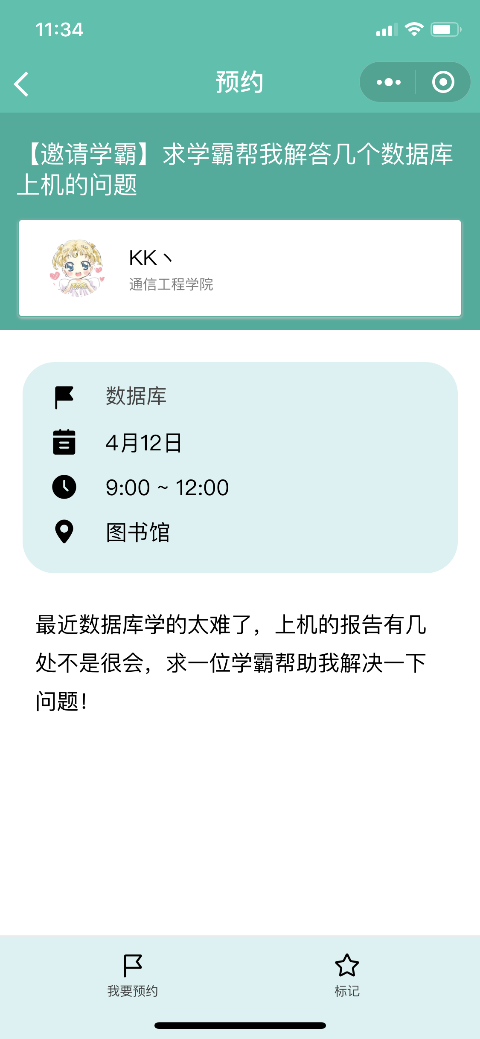 11:34
预约
【邀请学霸】求学霸帮我解答几个数据库
上机的问题
KK丶
通信工程学院
数据库
4月12日
9:00 ~ 12:00
图书馆
最近数据库学的太难了，上机的报告有几
处不是很会，求一位学霸帮助我解决一下
问题！
我要预约
标记